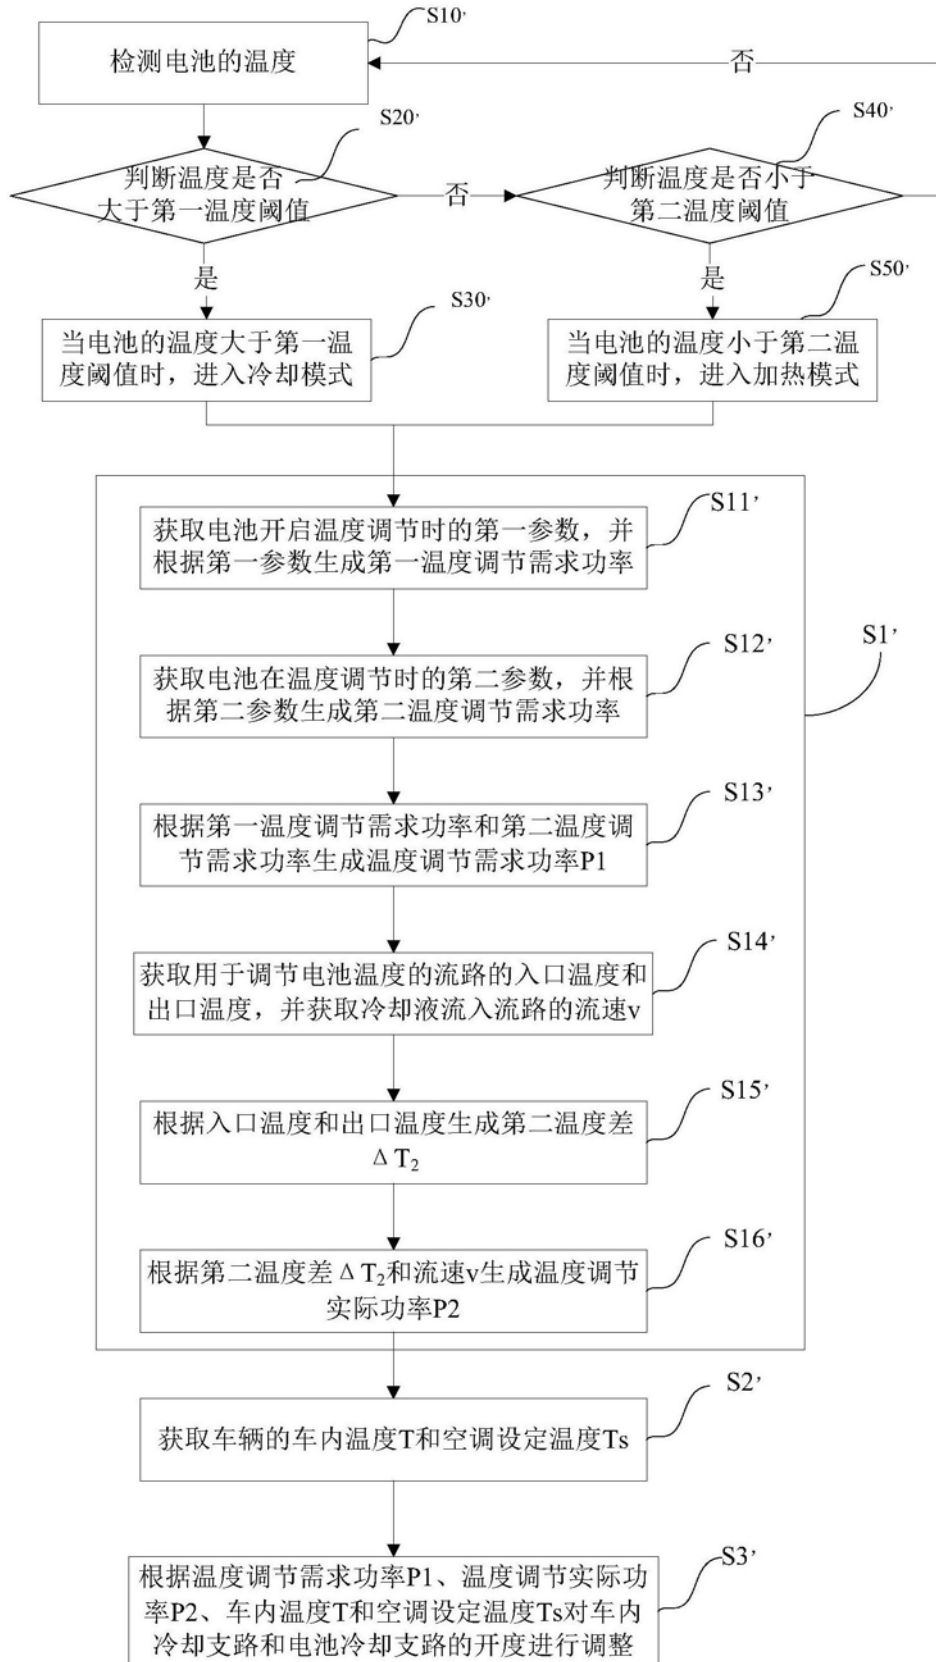 S10’
检测电池的温度
否
S20’
判断温度是否
大于第一温度阈值
否
S40’
判断温度是否小于
第二温度阈值
是
是
S30’
当电池的温度大于第一温
度阈值时，进入冷却模式
S50’
当电池的温度小于第二温
度阈值时，进入加热模式
S11’
获取电池开启温度调节时的第一参数，并
根据第一参数生成第一温度调节需求功率
S12’
获取电池在温度调节时的第二参数，并根
据第二参数生成第二温度调节需求功率
S1’
S13’
根据第一温度调节需求功率和第二温度调
节需求功率生成温度调节需求功率P1
S14’
获取用于调节电池温度的流路的入口温度和
出口温度，并获取冷却液流入流路的流速v
S15’
根据入口温度和出口温度生成第二温度差
ΔT₂
S16’
根据第二温度差ΔT₂和流速v生成温度调节
实际功率P2
S2’
获取车辆的车内温度T和空调设定温度Ts
S3’
根据温度调节需求功率P1、温度调节实际功
率P2、车内温度T和空调设定温度Ts对车内
冷却支路和电池冷却支路的开度进行调整